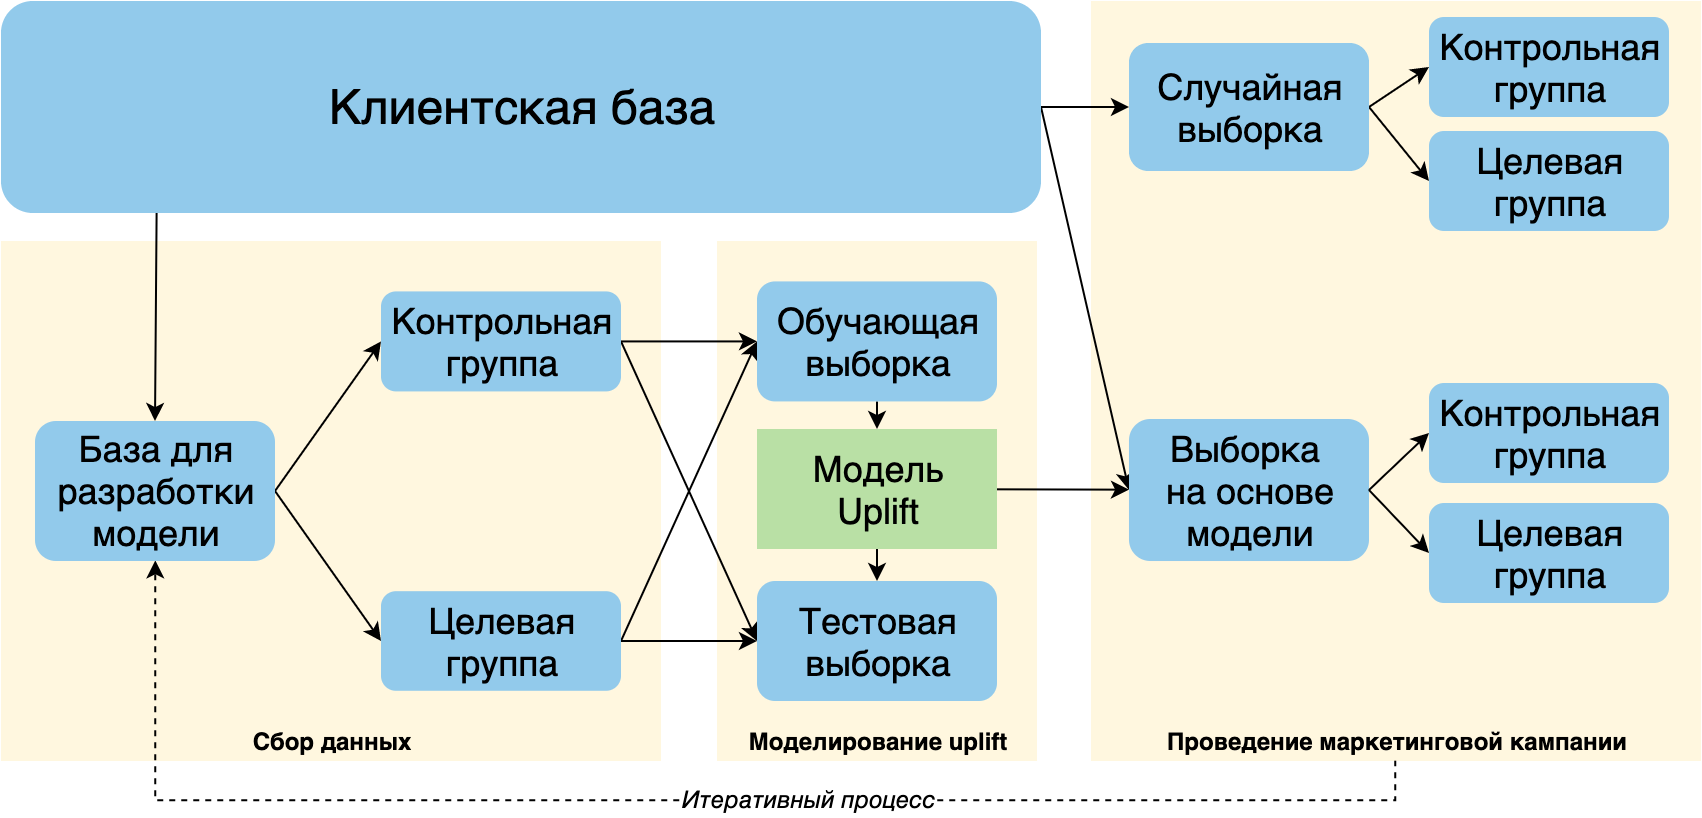 Клиентская база
Случайная
выборка
Контрольная
группа
Целевая
группа
База для
разработки
модели
Контрольная
группа
Целевая
группа
Сбор данных
Обучающая
выборка
Модель
Uplift
Тестовая
выборка
Моделирование uplift
Выборка
на основе
модели
Контрольная
группа
Целевая
группа
Проведение маркетинговой кампании
Итеративный процесс